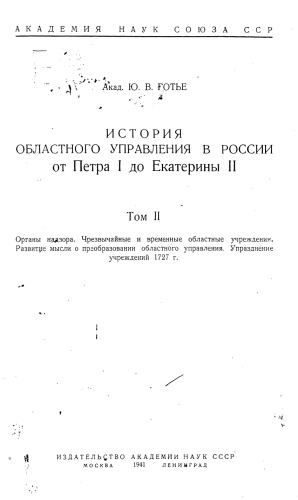 АКАДЕМИЯ НАУК СОЮЗА ССР
Акад. Ю. В. ГОТЬЕ
ИСТОРИЯ
ОБЛАСТНОГО УПРАВЛЕНИЯ В РОССИИ
от Петра I до Екатерины II
Том II
Органы надзора. Чрезвычайные и временные областные учреждения.
Развитие мысли о преобразовании областного управления. Упразднение
учреждений 1727 г.
ИЗДАТЕЛЬСТВО АКАДЕМИИ НАУК СССР
МОСКВА 1941 ЛЕНИНГРАД